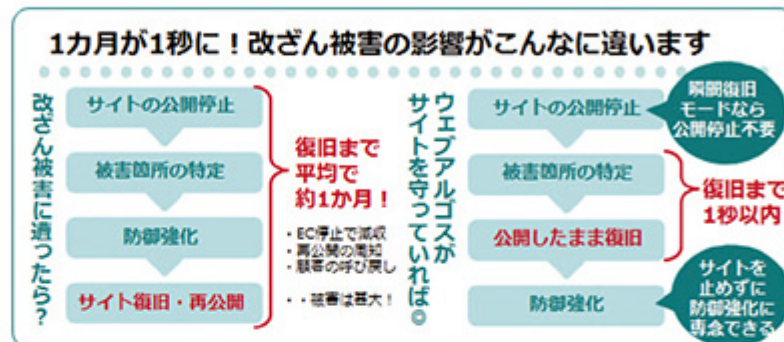 1カ月が1秒に！改ざん被害の影響がこんなに違います
改ざん被害に遭ったら？
サイトの公開停止
被害箇所の特定
防御強化
サイト復旧・再公開
復旧まで
平均で
約1か月！
・EC停止で減収
・再公開の周知
・顧客の呼び戻し
・・被害は甚大！
ウェブアルゴスが
サイトを守っていれば◎
サイトの公開停止
被害箇所の特定
公開したまま復旧
防御強化
瞬間復旧
モードなら
公開停止不要
復旧まで
1秒以内
サイトを
止めずに
防御強化に
専念できる